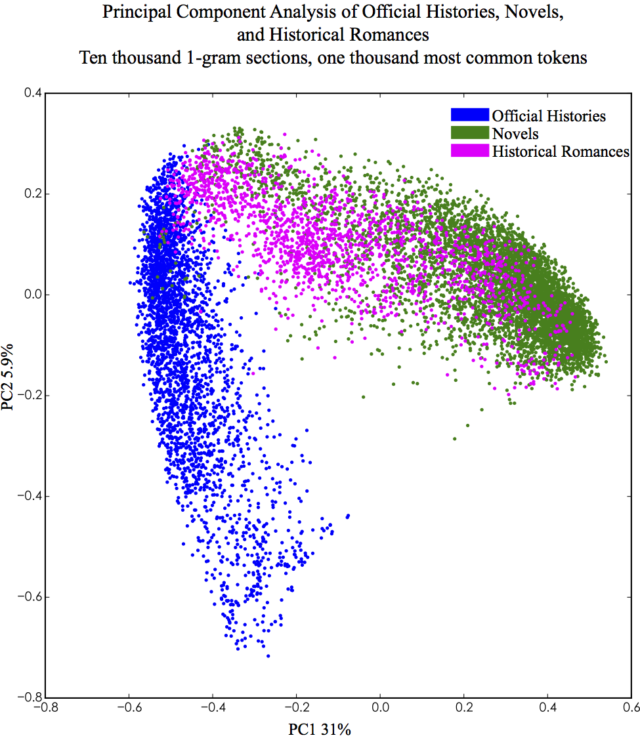 Principal Component Analysis of Official Histories, Novels,
and Historical Romances
Ten thousand 1-gram sections, one thousand most common tokens
0.4
Official Histories
Novels
Historical Romances
0.2
0.0
PC2 5.9%
−0.2
−0.4
−0.6
−0.8
−0.8 −0.6 −0.4 −0.2 0.0 0.2 0.4 0.6
PC1 31%